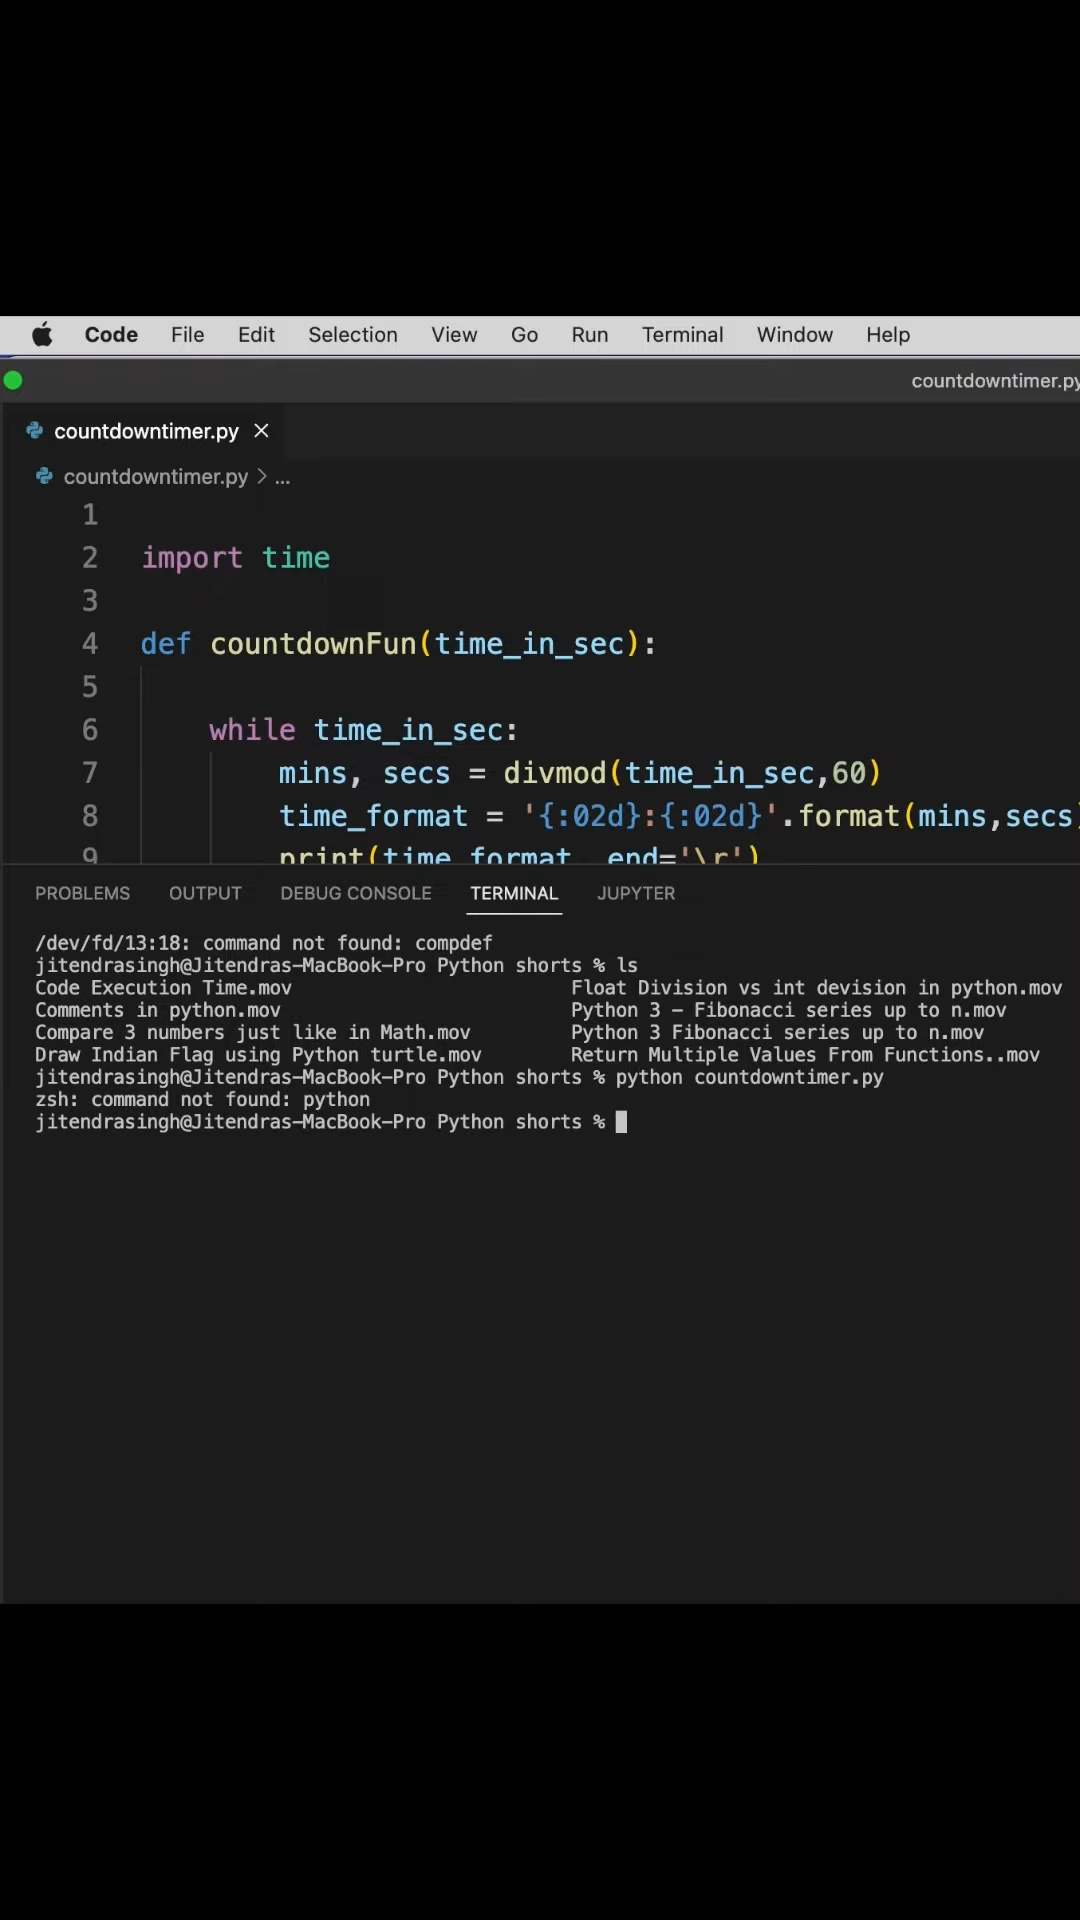 Code File Edit Selection View Go Run Terminal Window Help
countdowntimer.py
countdowntimer.py ×
countdowntimer.py > ...
1
2 import time
3
4 def countdownFun(time_in_sec):
5
6 while time_in_sec:
7 mins, secs = divmod(time_in_sec,60)
8 time_format = '{:02d}:{:02d}'.format(mins,secs)
9 print(time_format, end='\r')
PROBLEMS OUTPUT DEBUG CONSOLE TERMINAL JUPYTER
/dev/fd/13:18: command not found: compdef
jitendrasingh@Jitendras-MacBook-Pro Python shorts % ls
Code Execution Time.mov Float Division vs int devision in python.mov
Comments in python.mov Python 3 - Fibonacci series up to n.mov
Compare 3 numbers just like in Math.mov Python 3 Fibonacci series up to n.mov
Draw Indian Flag using Python turtle.mov Return Multiple Values From Functions..mov
jitendrasingh@Jitendras-MacBook-Pro Python shorts % python countdowntimer.py
zsh: command not found: python
jitendrasingh@Jitendras-MacBook-Pro Python shorts %